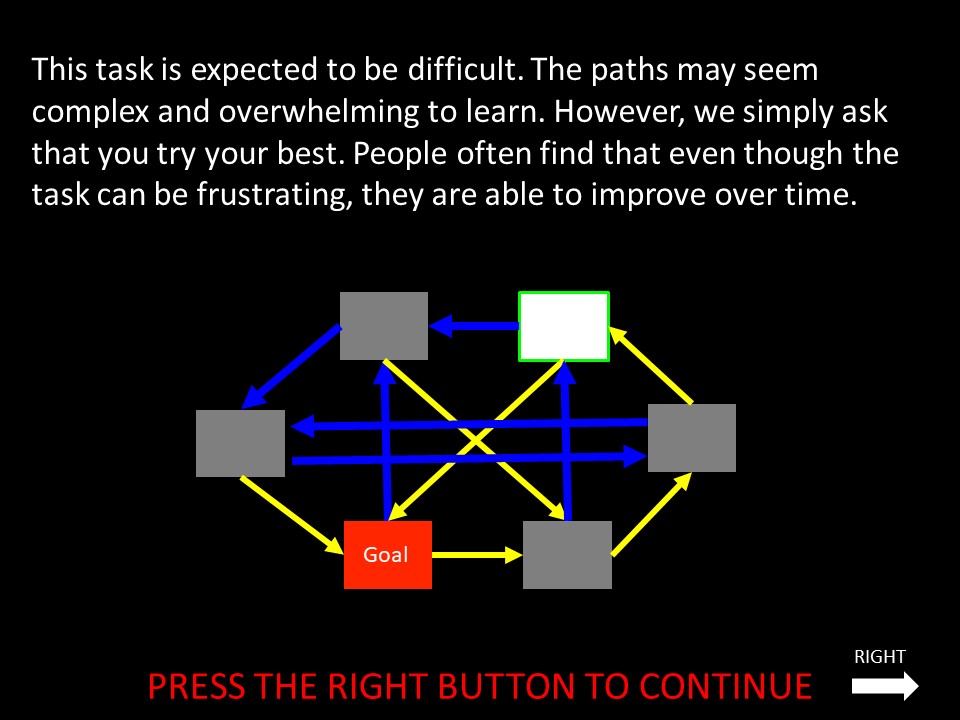 This task is expected to be difficult. The paths may seem
complex and overwhelming to learn. However, we simply ask
that you try your best. People often find that even though the
task can be frustrating, they are able to improve over time.
Goal
RIGHT
PRESS THE RIGHT BUTTON TO CONTINUE